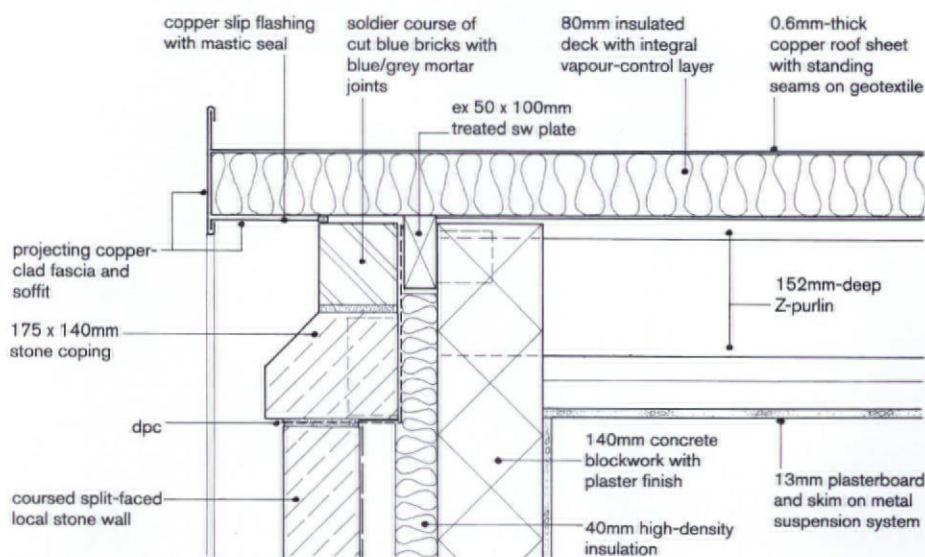 copper slip flashing
with mastic seal
soldier course of
cut blue bricks with
blue/grey mortar
joints
80mm insulated
deck with integral
vapour-control layer
0.6mm-thick
copper roof sheet
with standing
seams on geotextile
ex 50 x 100mm
treated sw plate
projecting copper-
clad fascia and
soffit
152mm-deep
Z-purlin
175 x 140mm
stone coping
dpc
140mm concrete
blockwork with
plaster finish
13mm plasterboard
and skim on metal
suspension system
coursed split-faced
local stone wall
40mm high-density
insulation